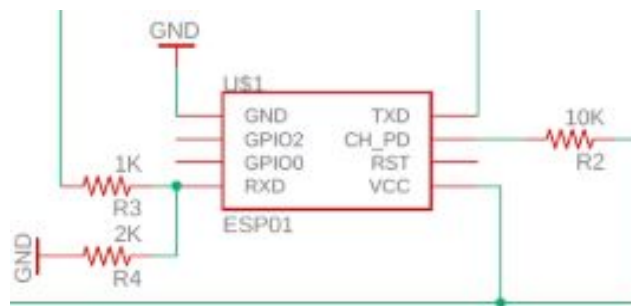 GND
U$1
GND TXD
GPIO2 CH_PD
GPIO0 RST
RXD VCC
ESP01
10K
R2
1K
R3
2K
R4
GND